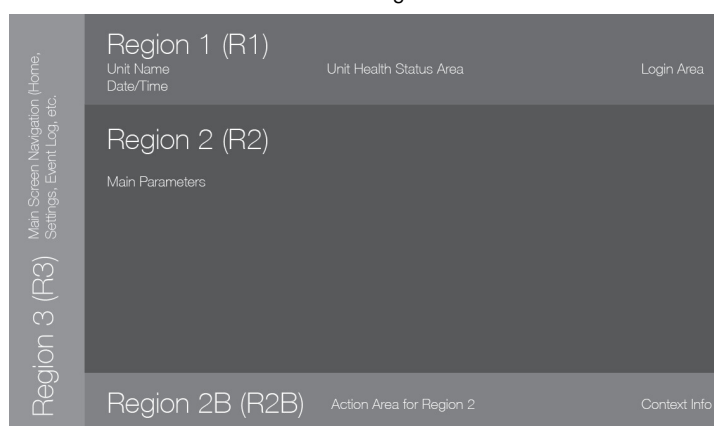 Region 1 (R1)
Unit Name
Date/Time
Unit Health Status Area
Login Area
Region 2 (R2)
Main Parameters
Region 3 (R3)
Main Screen Navigation (Home,
Settings, Event Log, etc.
Region 2B (R2B)
Action Area for Region 2
Context Info